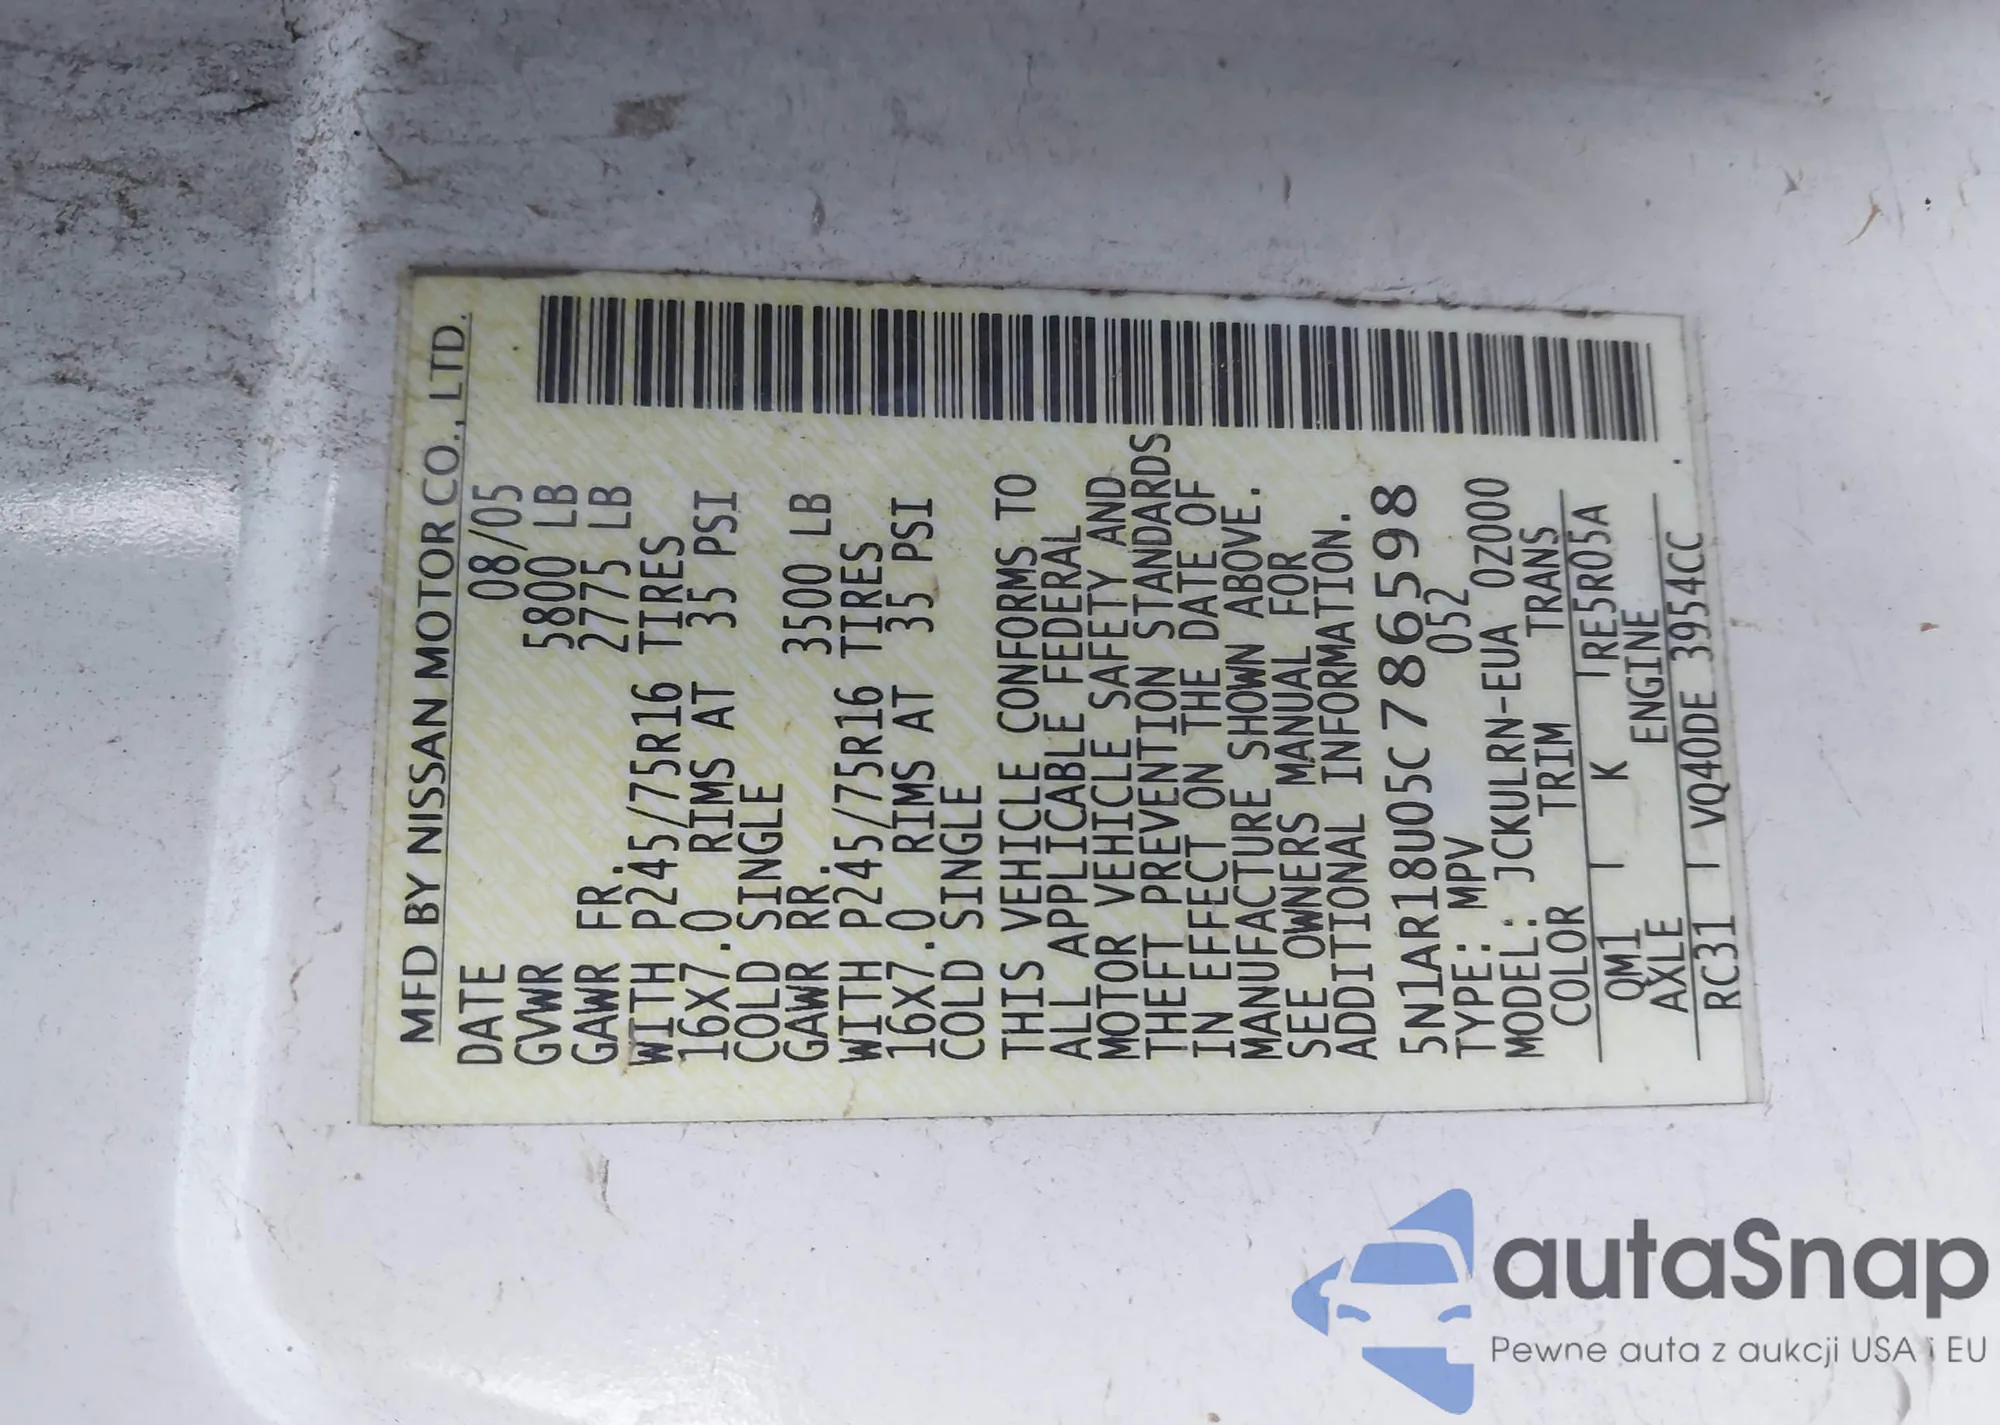 MFD BY NISSAN MOTOR CO., LTD.
DATE 08/05
GVWR 5800 LB
GAWR FR. 2775 LB
WITH P245/75R16 TIRES
16X7.0 RIMS AT 35 PSI
COLD SINGLE
GAWR RR. 3500 LB
WITH P245/75R16 TIRES
16X7.0 RIMS AT 35 PSI
COLD SINGLE
THIS VEHICLE CONFORMS TO
ALL APPLICABLE FEDERAL
MOTOR VEHICLE SAFETY AND
THEFT PREVENTION STANDARDS
IN EFFECT ON THE DATE OF
MANUFACTURE SHOWN ABOVE.
SEE OWNERS MANUAL FOR
ADDITIONAL INFORMATION.
5N1AR18U05C786598
TYPE: MPV 052
MODEL: JCKULRN-EUA 0Z000
COLOR TRIM TRANS
QM1 K RE5R05A
AXLE ENGINE
RC31 VQ40DE 3954CC
autaSnap
Pewne auta z aukcji USA i EU